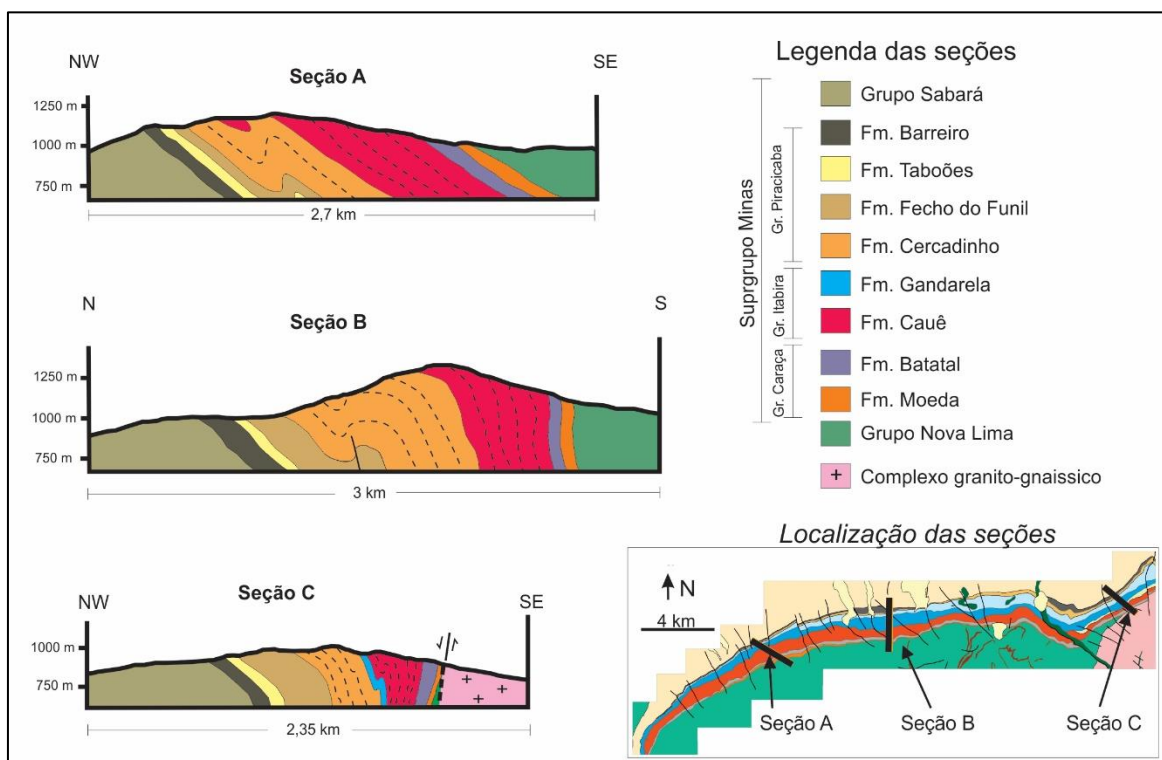 NW
Seção A
SE
1250 m
1000 m
750 m
2,7 km
N
Seção B
S
1250 m
1000 m
750 m
3 km
NW
Seção C
SE
1000 m
750 m
2,35 km
Legenda das seções
Suprgrupo Minas
Gr. Piracicaba
Gr. Itabira
Gr. Caraça
Grupo Sabará
Fm. Barreiro
Fm. Taboões
Fm. Fecho do Funil
Fm. Cercadinho
Fm. Gandarela
Fm. Cauê
Fm. Batatal
Fm. Moeda
Grupo Nova Lima
Complexo granito-gnaissico
Localização das seções
N
4 km
Seção A
Seção B
Seção C